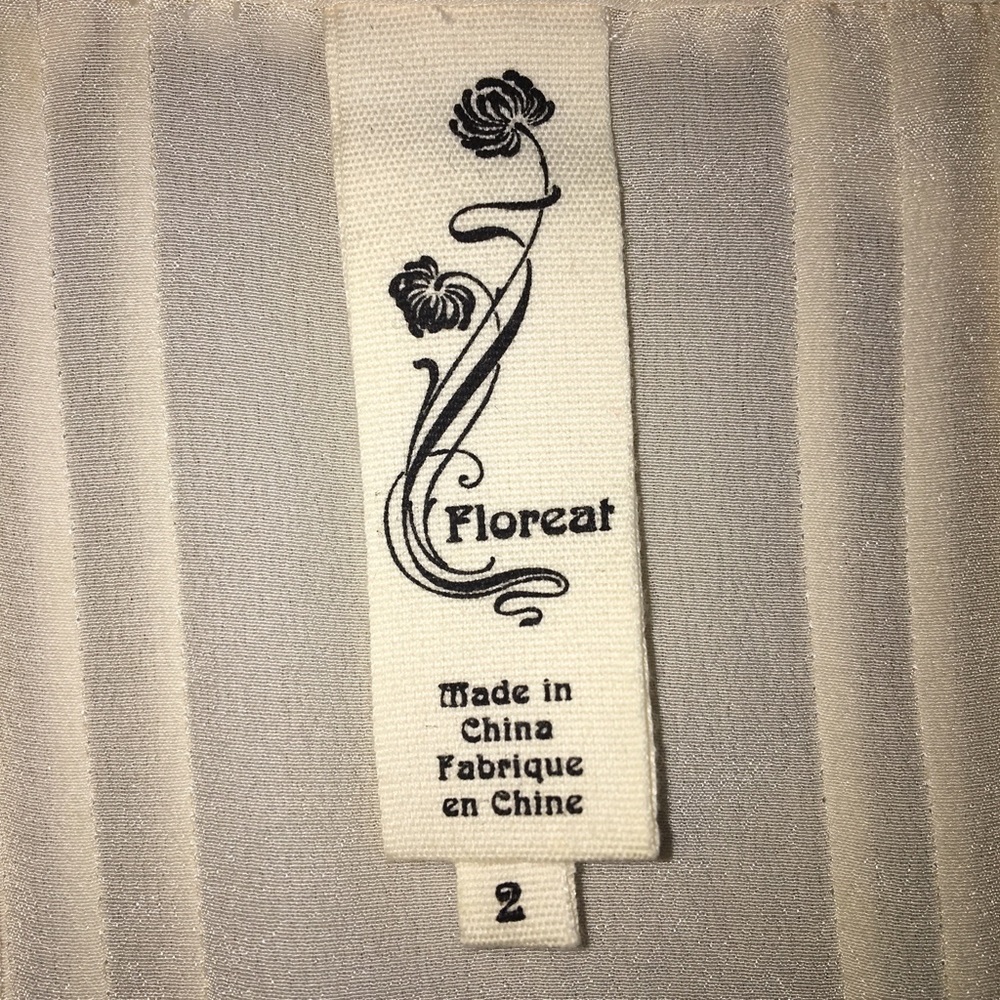 Floreat
Made in
China
Fabrique
en Chine
2